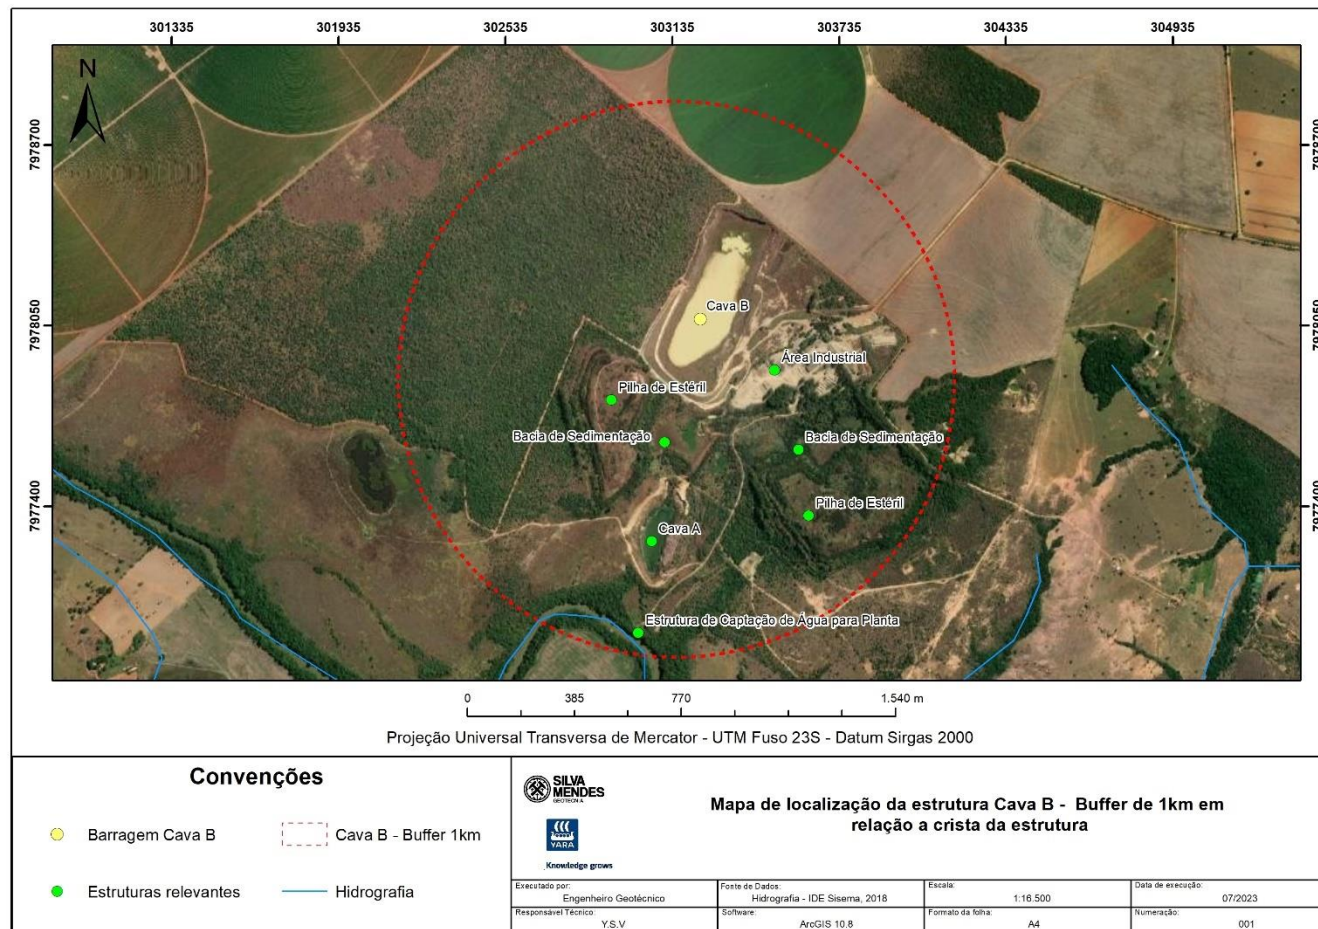 301335 301935 302535 303135 303735 304335 304935
N
7978700
7978700
Cava B
7978050
7978050
Área Industrial
Pilha de Estéril
Bacia de Sedimentação
Bacia de Sedimentação
7977400
7977400
Pilha de Estéril
Cava A
Estrutura de Captação de Água para Planta
0 385 770 1.540 m
Projeção Universal Transversa de Mercator - UTM Fuso 23S - Datum Sirgas 2000
Convenções
Barragem Cava B
Cava B - Buffer 1km
Estruturas relevantes
Hidrografia
SILVA
MENDES
GEOTECNIA
YARA
Knowledge grows
Mapa de localização da estrutura Cava B - Buffer de 1km em
relação a crista da estrutura
Executado por:
Engenheiro Geotécnico
Fonte de Dados:
Hidrografia - IDE Sisema, 2018
Escala:
1:16.500
Data de execução:
07/2023
Responsável Técnico:
Y.S.V
Software:
ArcGIS 10.8
Formato da folha:
A4
Numeração:
001